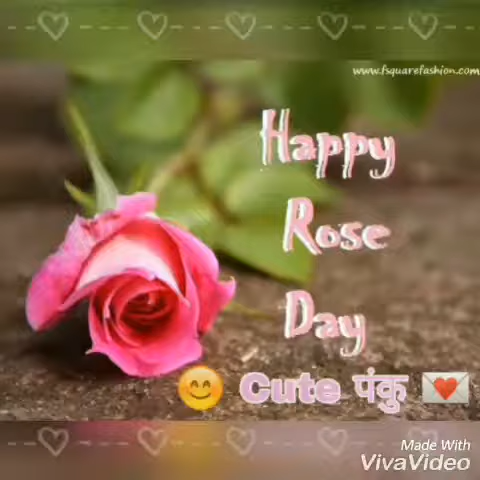 www.fsquarefashion.com
Happy
Rose
Day
😊 Cute पंकु 💌
Made With
VivaVideo